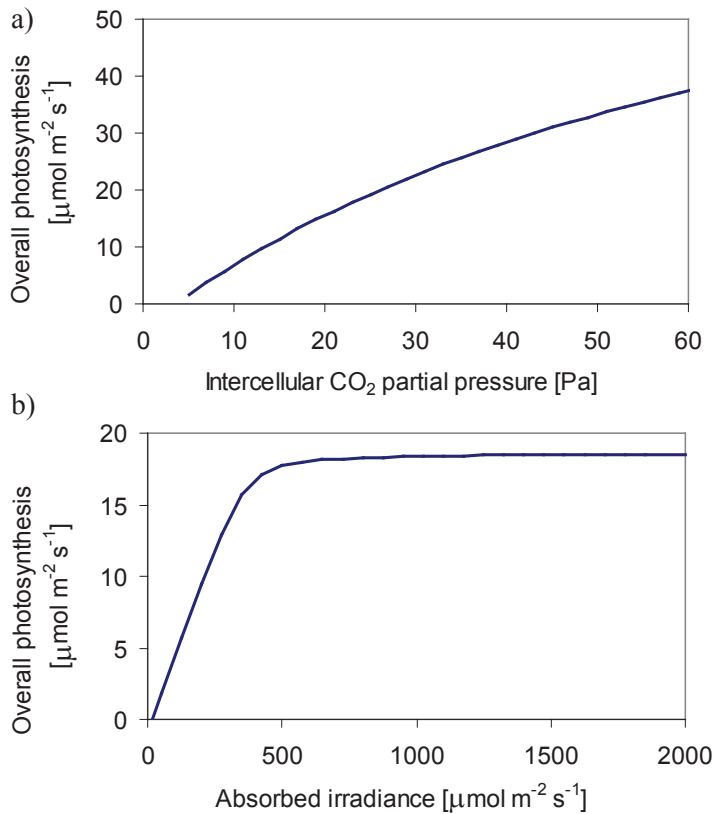 a)
Overall photosynthesis
[μmol m-2 s-1]
50
40
30
20
10
0
0 10 20 30 40 50 60
Intercellular CO2 partial pressure [Pa]
b)
Overall photosynthesis
[μmol m-2 s-1]
20
15
10
5
0
0 500 1000 1500 2000
Absorbed irradiance [μmol m-2 s-1]